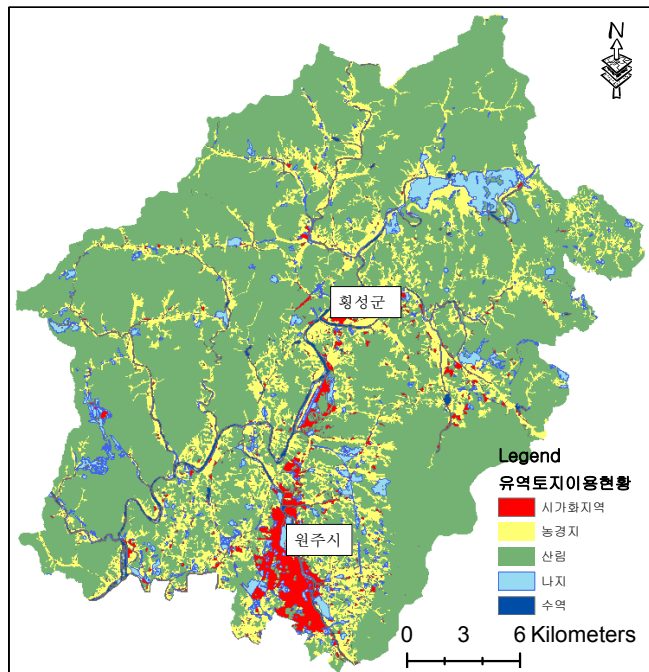 N
횡성군
원주시
Legend
유역토지이용현황
시가화지역
농경지
산림
나지
수역
0 3 6 Kilometers